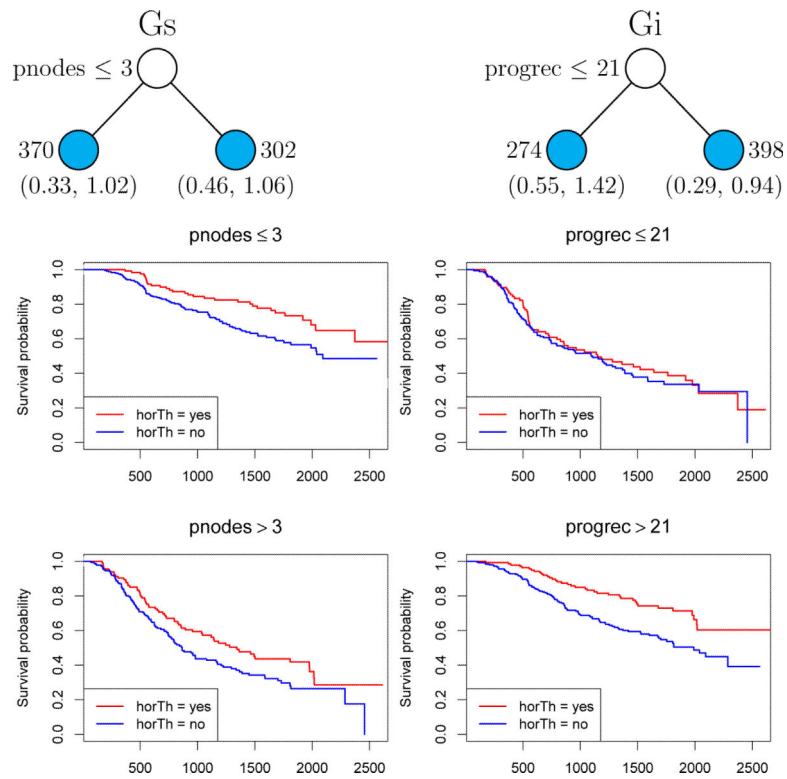 Gs
pnodes ≤ 3
370
302
(0.33, 1.02)
(0.46, 1.06)
Gi
progrec ≤ 21
274
398
(0.55, 1.42)
(0.29, 0.94)
pnodes ≤ 3
Survival probability
1.0
0.8
0.6
0.4
0.2
0.0
horTh = yes
horTh = no
500 1000 1500 2000 2500
progrec ≤ 21
Survival probability
1.0
0.8
0.6
0.4
0.2
0.0
horTh = yes
horTh = no
500 1000 1500 2000 2500
pnodes > 3
Survival probability
1.0
0.8
0.6
0.4
0.2
0.0
horTh = yes
horTh = no
500 1000 1500 2000 2500
progrec > 21
Survival probability
1.0
0.8
0.6
0.4
0.2
0.0
horTh = yes
horTh = no
500 1000 1500 2000 2500